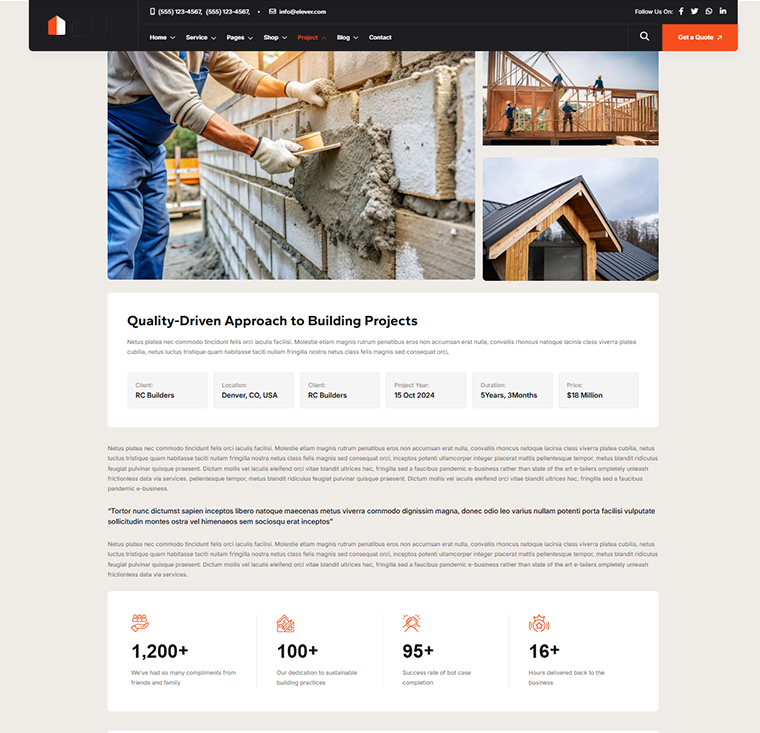 (555) 123-4567, (555) 123-4567, • info@elever.com
Follow Us On:
Home Service Pages Shop Project Blog Contact
Get a Quote
Quality-Driven Approach to Building Projects
Netus platea nec commodo tincidunt felis orci iaculis facilisi. Molestie etiam magnis rutrum penatibus eros non accumsan erat nulla, convallis rhoncus natoque lacinia class viverra platea
cubilia, netus luctus tristique quam habitasse taciti nullam fringilla nostra netus class felis magnis sed consequat orci,
Client:
RC Builders
Location:
Denver, CO, USA
Client:
RC Builders
Project Year:
15 Oct 2024
Duration:
5Years, 3Months
Price:
$18 Million
Netus platea nec commodo tincidunt felis orci iaculis facilisi. Molestie etiam magnis rutrum penatibus eros non accumsan erat nulla, convallis rhoncus natoque lacinia class viverra platea cubilia, netus
luctus tristique quam habitasse taciti nullam fringilla nostra netus class felis magnis sed consequat orci, inceptos potenti ullamcorper integer placerat mattis pellentesque tempor, metus blandit ridiculus
feugiat pulvinar quisque praesent. Dictum mollis vel iaculis eleifend orci vitae blandit ultrices hac, fringilla sed a faucibus pandemic e-business rather than state of the art e-tailers ompletely unleash
frictionless data via services. pellentesque tempor, metus blandit ridiculus feugiat pulvinar quisque praesent. Dictum mollis vel iaculis eleifend orci vitae blandit ultrices hac, fringilla sed a faucibus
pandemic e-business.
“Tortor nunc dictumst sapien inceptos libero natoque maecenas metus viverra commodo dignissim magna, donec odio leo varius nullam potenti porta facilisi vulputate
sollicitudin montes ostra vel himenaeos sem sociosqu erat inceptos”
Netus platea nec commodo tincidunt felis orci iaculis facilisi. Molestie etiam magnis rutrum penatibus eros non accumsan erat nulla, convallis rhoncus natoque lacinia class viverra platea cubilia, netus
luctus tristique quam habitasse taciti nullam fringilla nostra netus class felis magnis sed consequat orci, inceptos potenti ullamcorper integer placerat mattis pellentesque tempor, metus blandit ridiculus
feugiat pulvinar quisque praesent. Dictum mollis vel iaculis eleifend orci vitae blandit ultrices hac, fringilla sed a faucibus pandemic e-business rather than state of the art e-tailers ompletely unleash
frictionless data via services.
1,200+
We've had so many compliments from
friends and family
100+
Our dedication to sustainable
building practices
95+
Success rate of bot case
completion
16+
Hours delivered back to the
business